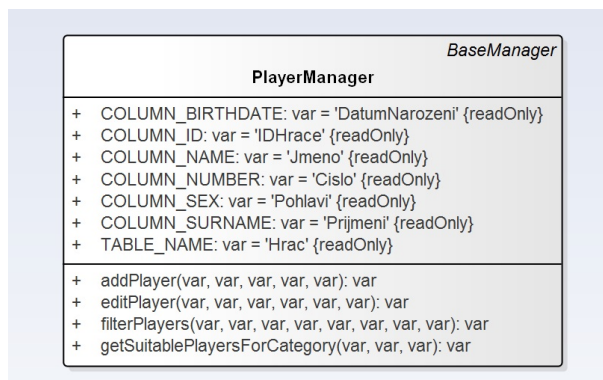 BaseManager
PlayerManager
+ COLUMN_BIRTHDATE: var = 'DatumNarozeni' {readOnly}
+ COLUMN_ID: var = 'IDHrace' {readOnly}
+ COLUMN_NAME: var = 'Jmeno' {readOnly}
+ COLUMN_NUMBER: var = 'Cislo' {readOnly}
+ COLUMN_SEX: var = 'Pohlavi' {readOnly}
+ COLUMN_SURNAME: var = 'Prijmeni' {readOnly}
+ TABLE_NAME: var = 'Hrac' {readOnly}
+ addPlayer(var, var, var, var, var): var
+ editPlayer(var, var, var, var, var, var): var
+ filterPlayers(var, var, var, var, var, var, var, var): var
+ getSuitablePlayersForCategory(var, var, var): var